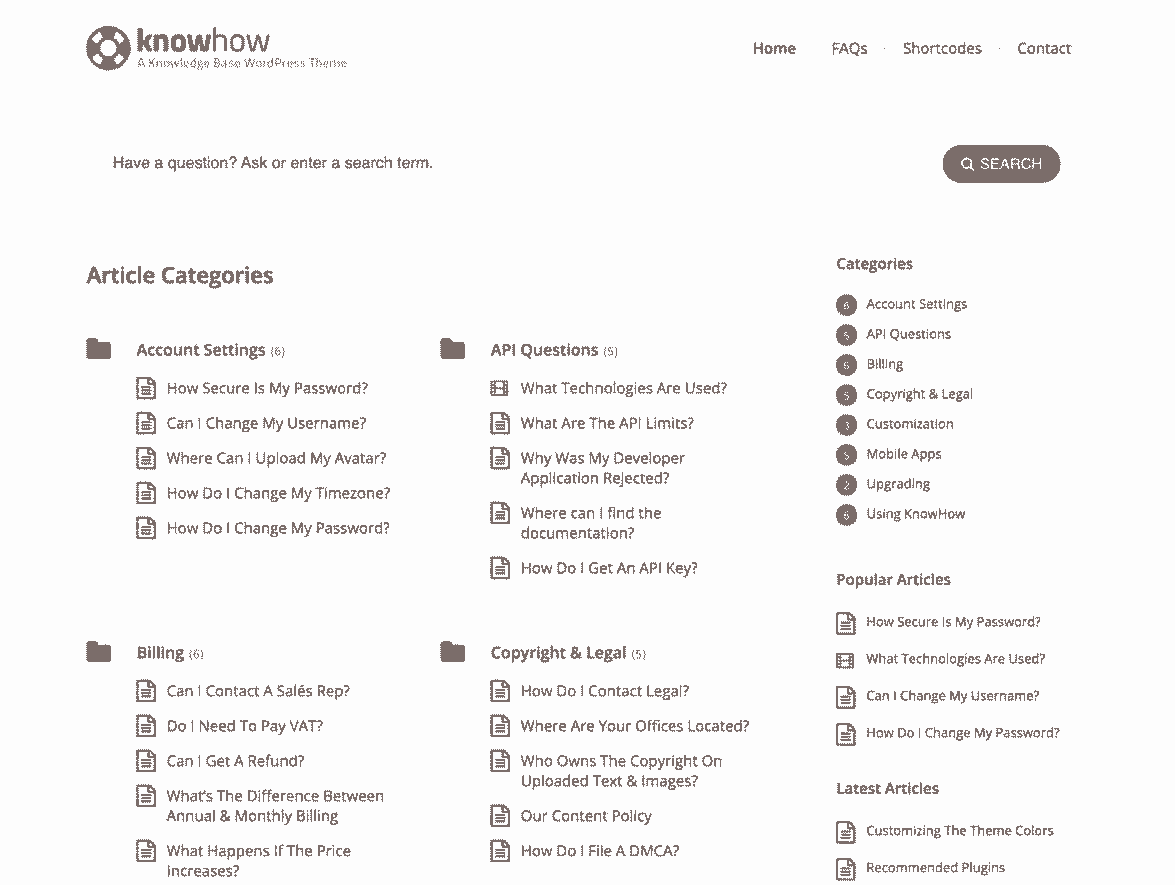 knowhow
A Knowledge Base WordPress Theme
Home FAQs · Shortcodes · Contact
Have a question? Ask or enter a search term.
SEARCH
Article Categories
Account Settings (6)
How Secure Is My Password?
Can I Change My Username?
Where Can I Upload My Avatar?
How Do I Change My Timezone?
How Do I Change My Password?
API Questions (5)
What Technologies Are Used?
What Are The API Limits?
Why Was My Developer
Application Rejected?
Where can I find the
documentation?
How Do I Get An API Key?
Billing (6)
Can I Contact A Sales Rep?
Do I Need To Pay VAT?
Can I Get A Refund?
What's The Difference Between
Annual & Monthly Billing
What Happens If The Price
Increases?
Copyright & Legal (5)
How Do I Contact Legal?
Where Are Your Offices Located?
Who Owns The Copyright On
Uploaded Text & Images?
Our Content Policy
How Do I File A DMCA?
Categories
6 Account Settings
5 API Questions
6 Billing
5 Copyright & Legal
3 Customization
5 Mobile Apps
2 Upgrading
6 Using KnowHow
Popular Articles
How Secure Is My Password?
What Technologies Are Used?
Can I Change My Username?
How Do I Change My Password?
Latest Articles
Customizing The Theme Colors
Recommended Plugins